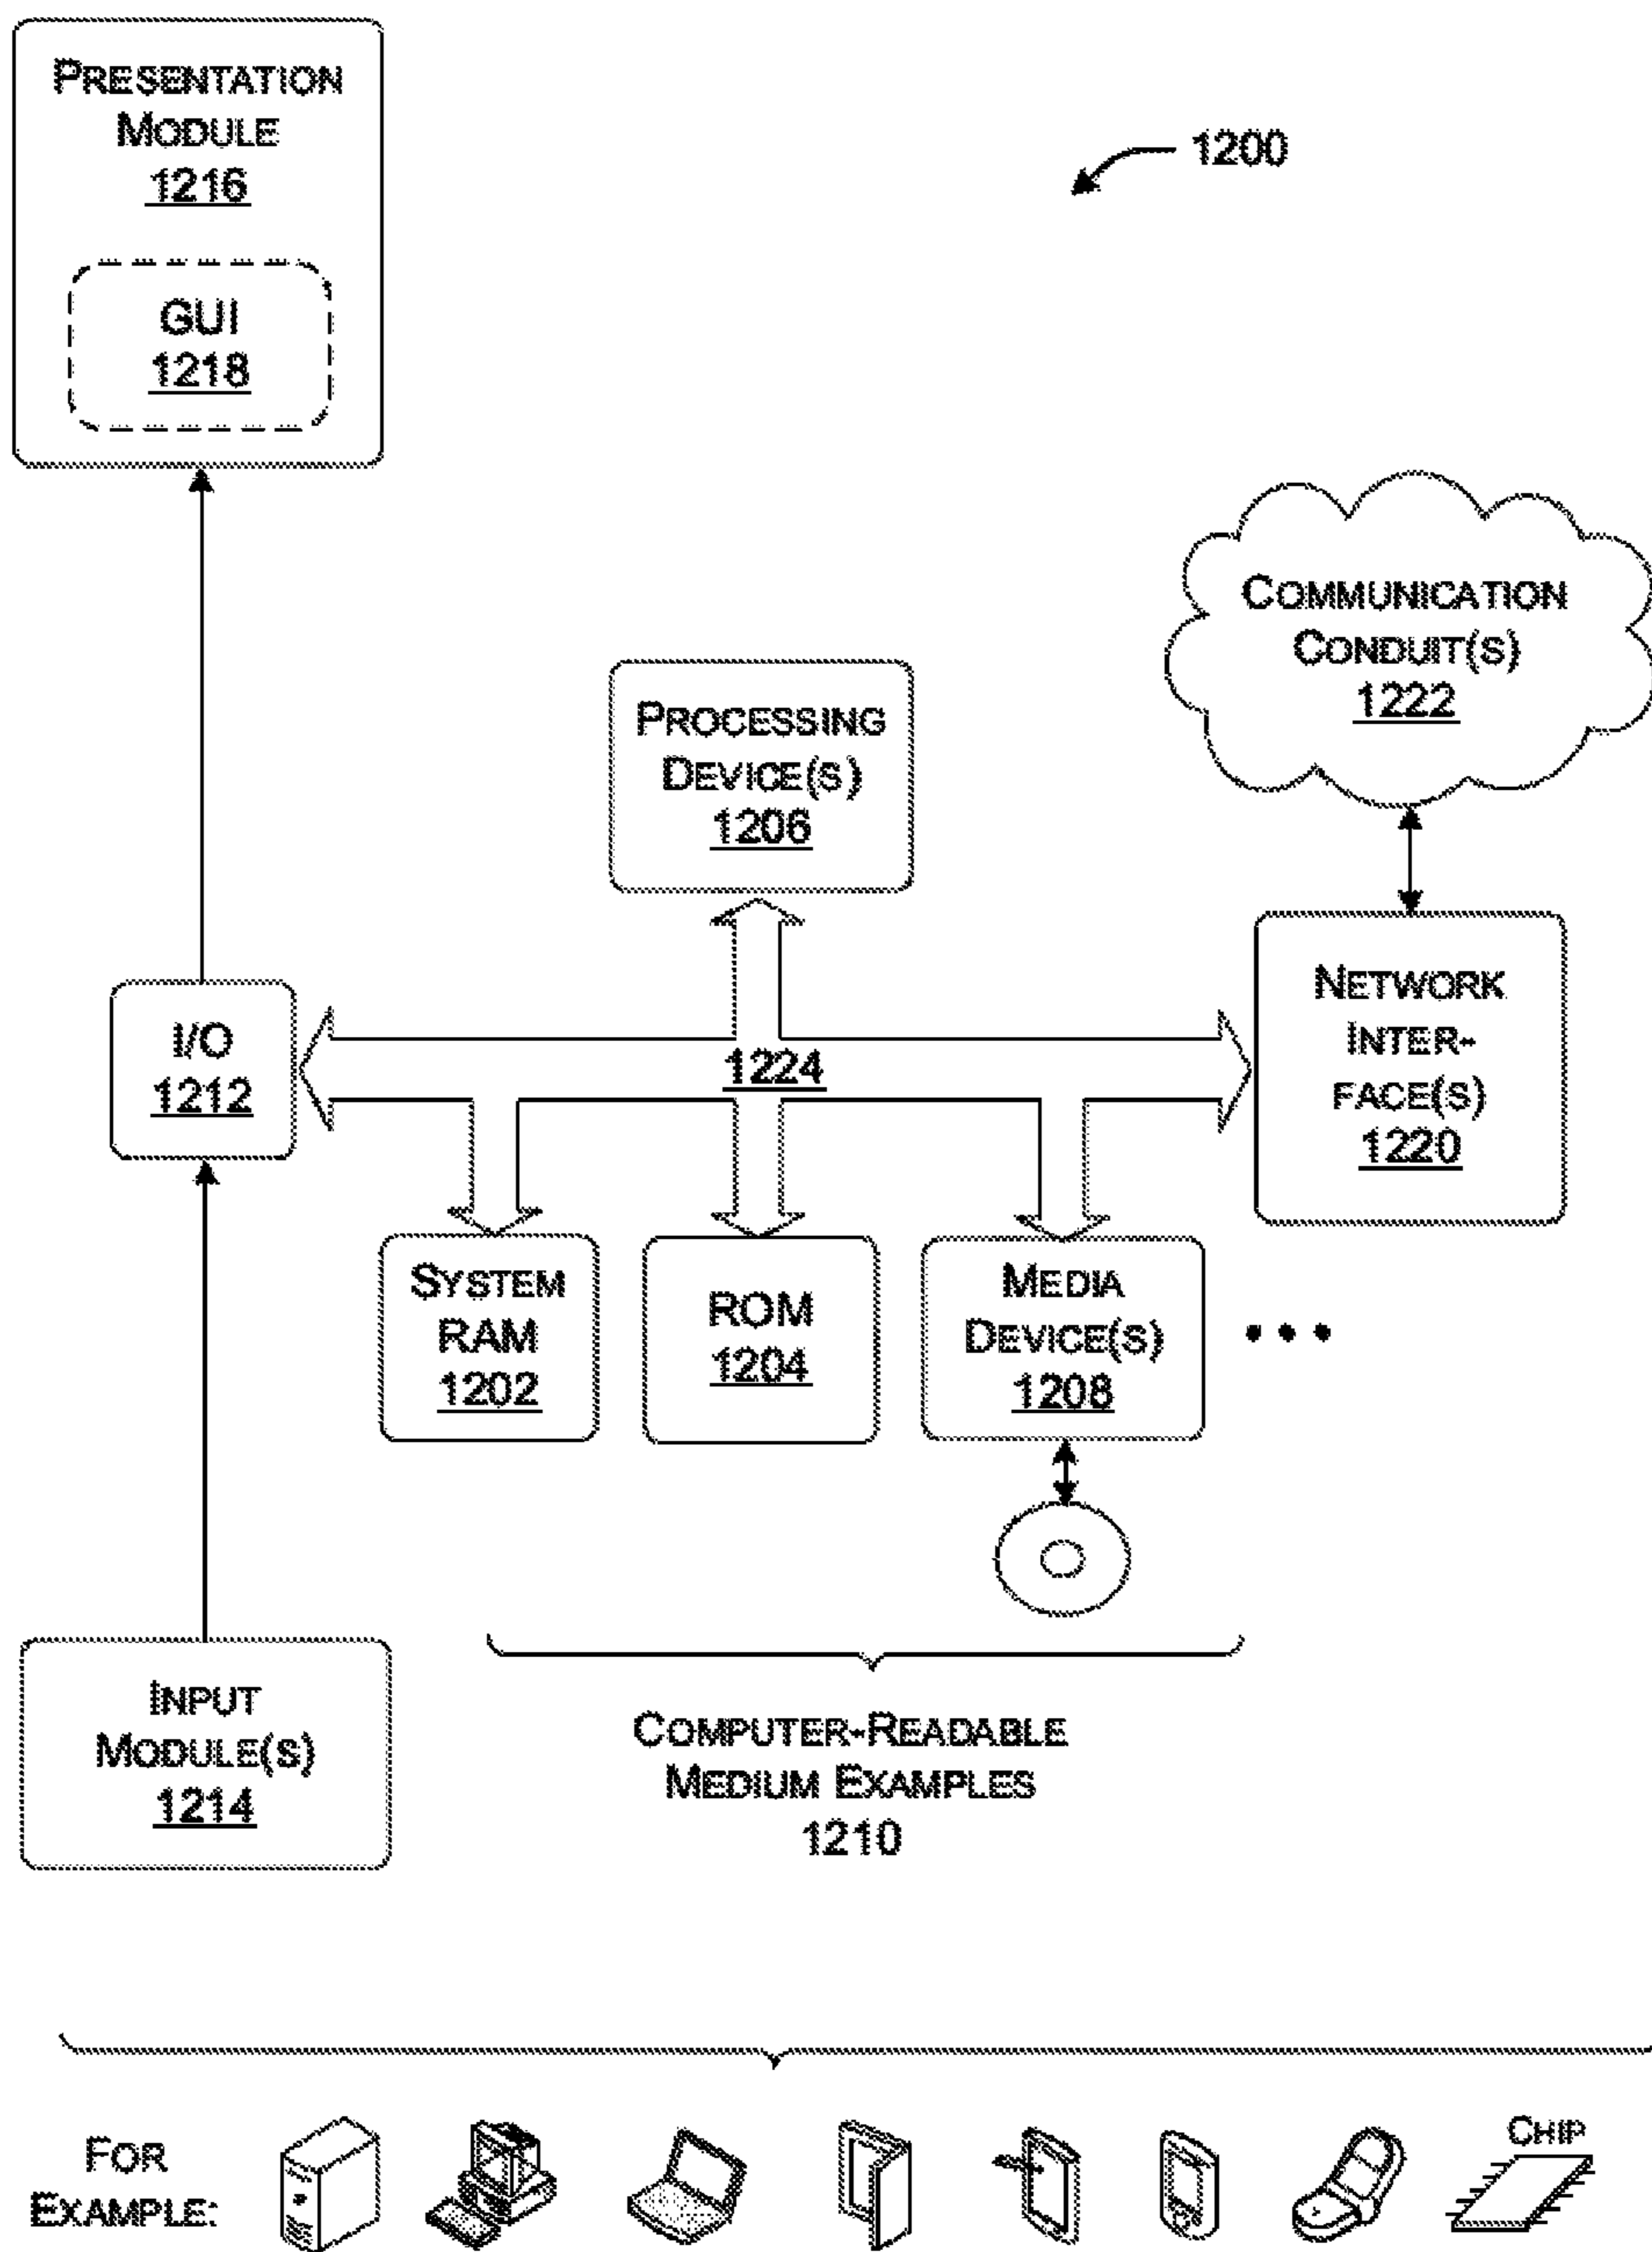 PRESENTATION
MODULE
1216
GUI
1218
1200
COMMUNICATION
CONDUIT(S)
1222
PROCESSING
DEVICE(S)
1206
NETWORK
INTER-
FACE(S)
1220
I/O
1212
1224
SYSTEM
RAM
1202
ROM
1204
MEDIA
DEVICE(S)
1208
• • •
INPUT
MODULE(S)
1214
COMPUTER-READABLE
MEDIUM EXAMPLES
1210
FOR
EXAMPLE:
CHIP